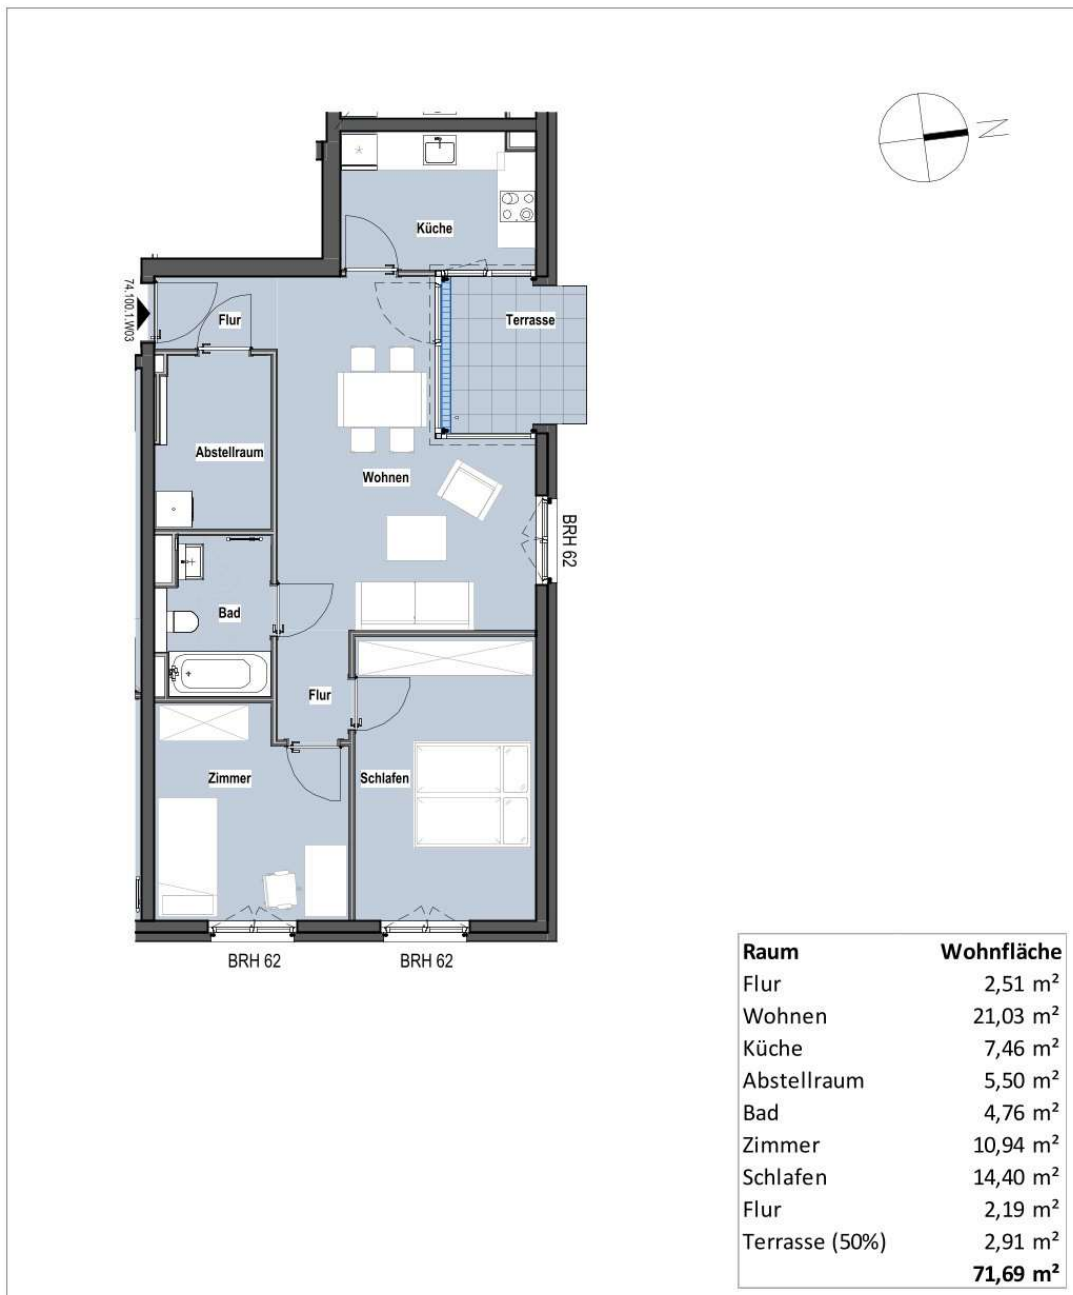 N
Küche
74.100.1.W03
Flur
Terrasse
Abstellraum
Wohnen
BRH 62
Bad
Flur
Zimmer
Schlafen
BRH 62
BRH 62
Raum Wohnfläche
Flur 2,51 m²
Wohnen 21,03 m²
Küche 7,46 m²
Abstellraum 5,50 m²
Bad 4,76 m²
Zimmer 10,94 m²
Schlafen 14,40 m²
Flur 2,19 m²
Terrasse (50%) 2,91 m²
71,69 m²